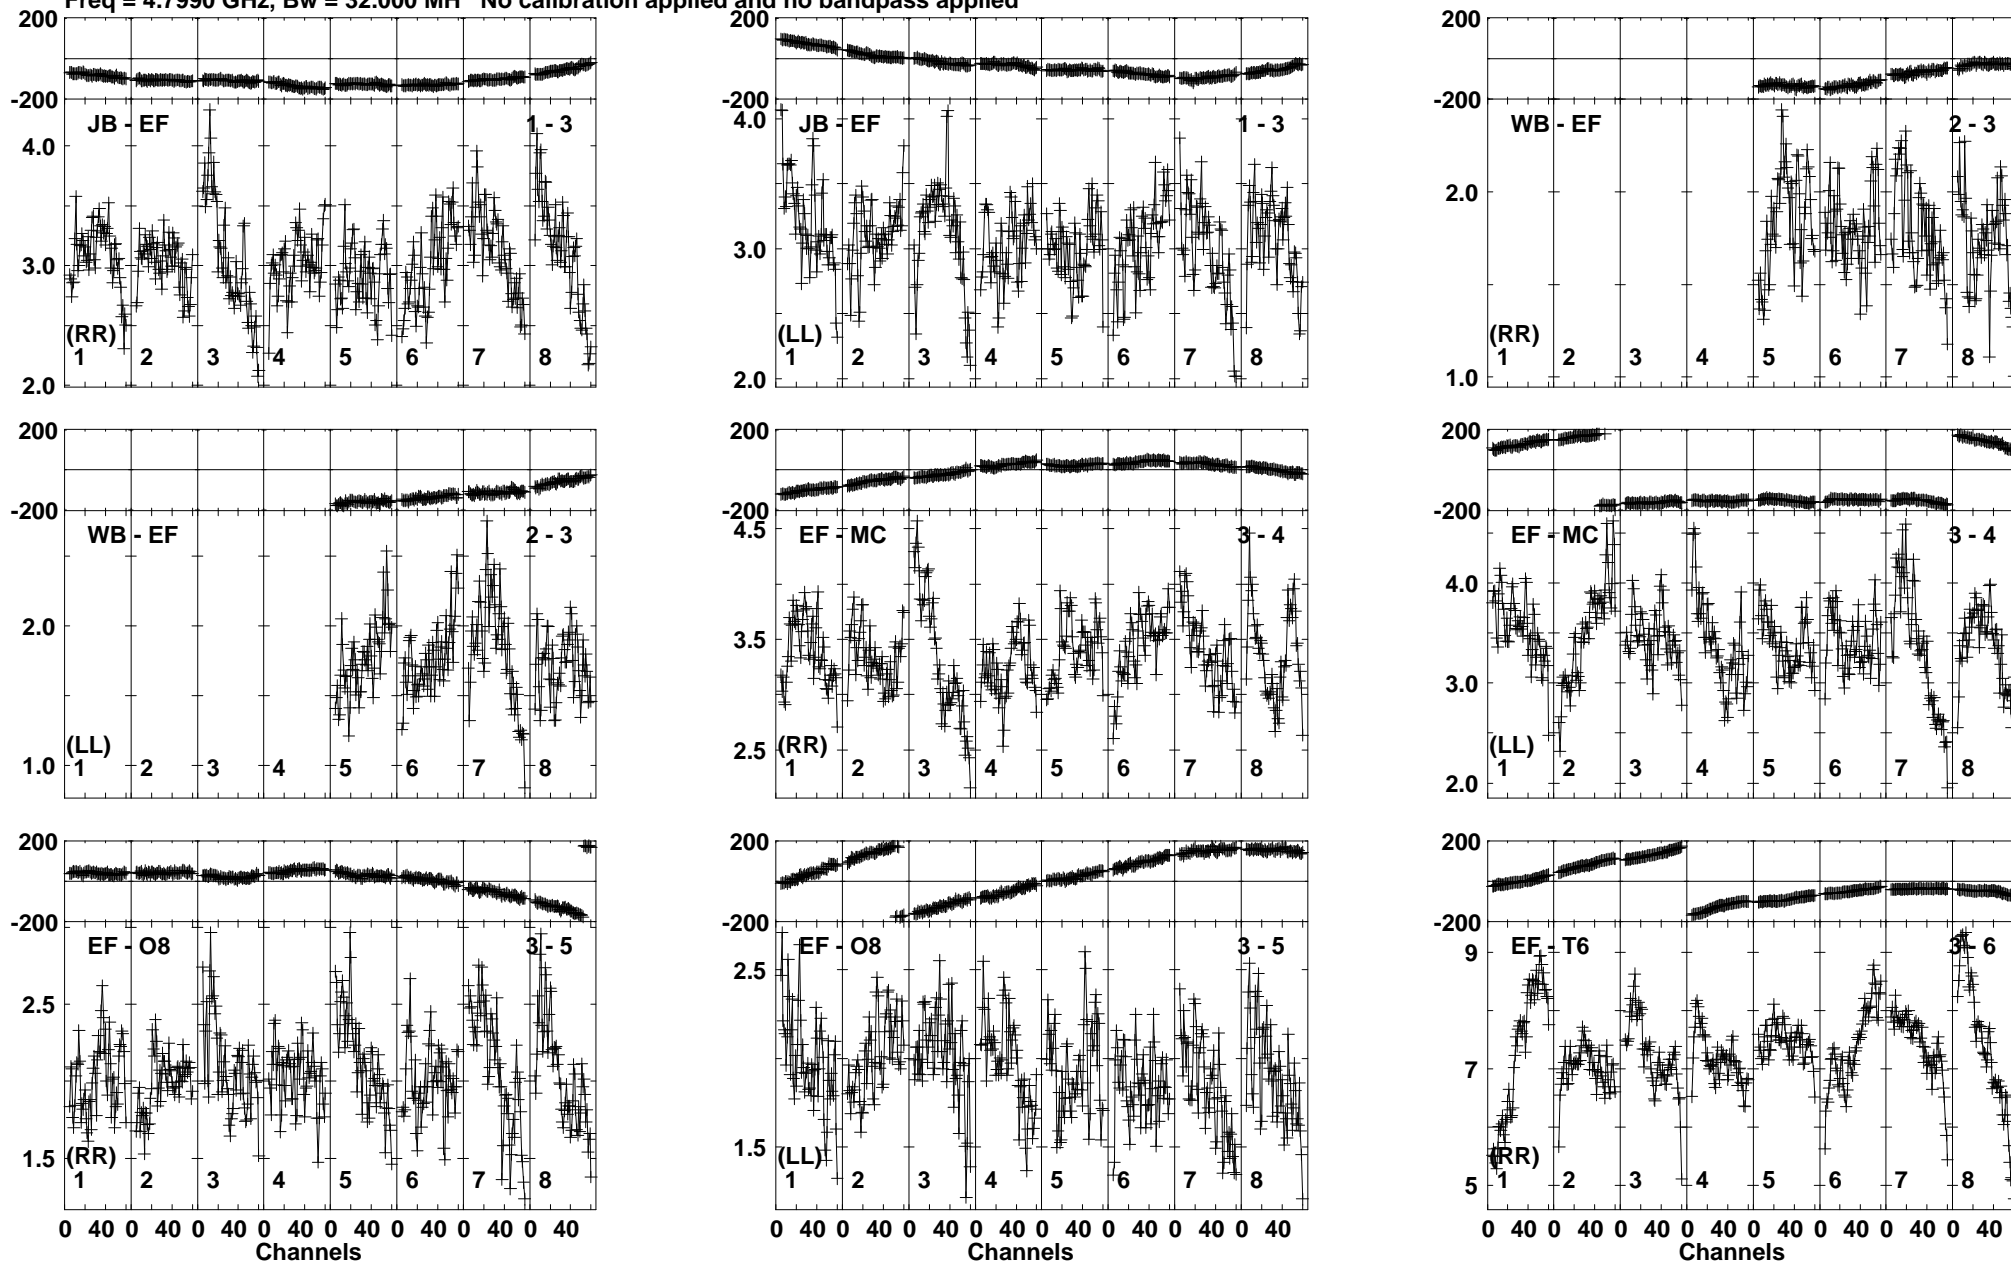 Freq = 4.7990 GHz, Bw = 32.000 MH No calibration applied and no bandpass applied
200 200 200
-200 -200 -200
JB - EF 1 - 3 JB - EF 1 - 3 WB - EF 2 - 3
4.0 4.0
2.0
3.0 3.0
(RR) (LL) (RR)
1 2 3 4 5 6 7 8 1 2 3 4 5 6 7 8 1 2 3 4 5 6 7 8
2.0 2.0 1.0
200 200 200
-200 -200 -200
WB - EF 2 - 3 EF - MC 3 - 4 EF - MC 3 - 4
4.5
4.0
2.0 3.5
3.0
(LL) (RR) (LL)
2.5
1.0 1 2 3 4 5 6 7 8 1 2 3 4 5 6 7 8 1 2 3 4 5 6 7 8
2.0
200 200 200
-200 -200 -200
EF - O8 3 - 5 EF - O8 3 - 5 EF - T6 3 - 6
9
2.5 2.5
7
1.5 (RR) 1.5 (LL) (RR)
1 2 3 4 5 6 7 8 1 2 3 4 5 6 7 8 5 1 2 3 4 5 6 7 8
0 40 0 40 0 40 0 40 0 40 0 40 0 40 0 40 0 40 0 40 0 40 0 40 0 40 0 40 0 40 0 40 0 40 0 40 0 40 0 40 0 40 0 40 0 40 0 40
Channels Channels Channels